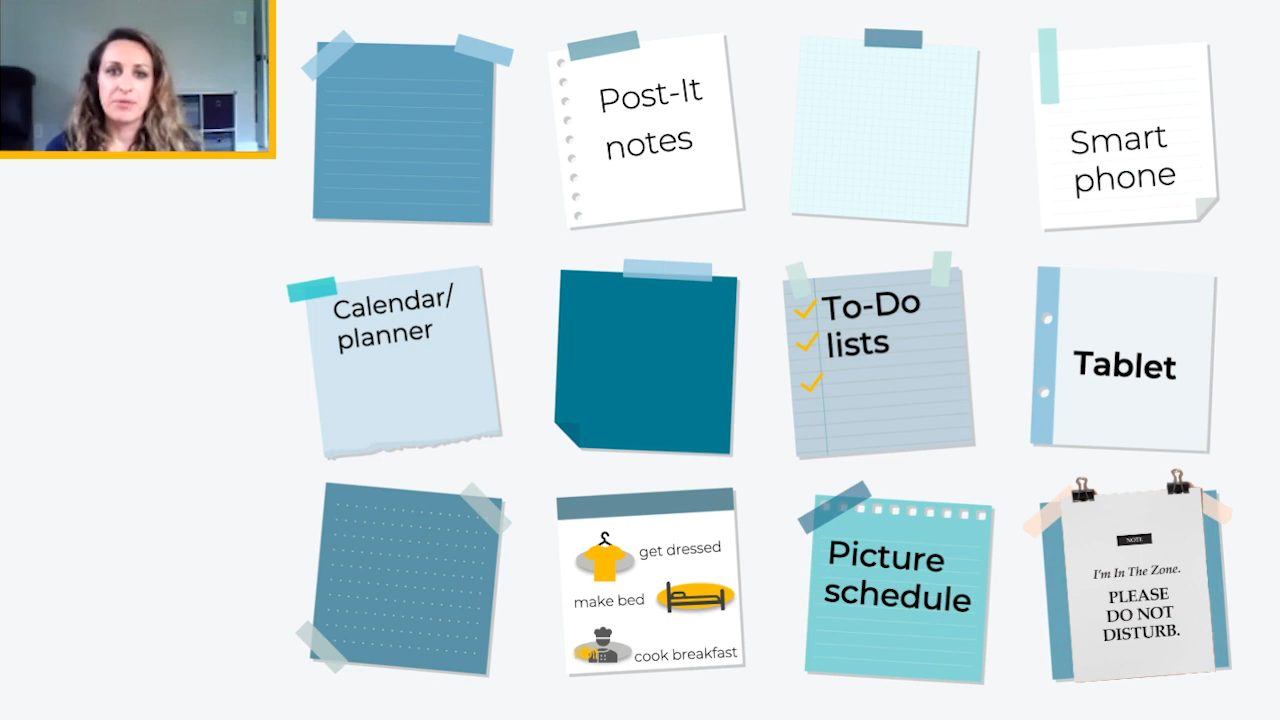 Post-It
notes
Smart
phone
Calendar/
planner
To-Do
lists
Tablet
get dressed
make bed
cook breakfast
Picture
schedule
NOTE
I'm In The Zone.
PLEASE
DO NOT
DISTURB.